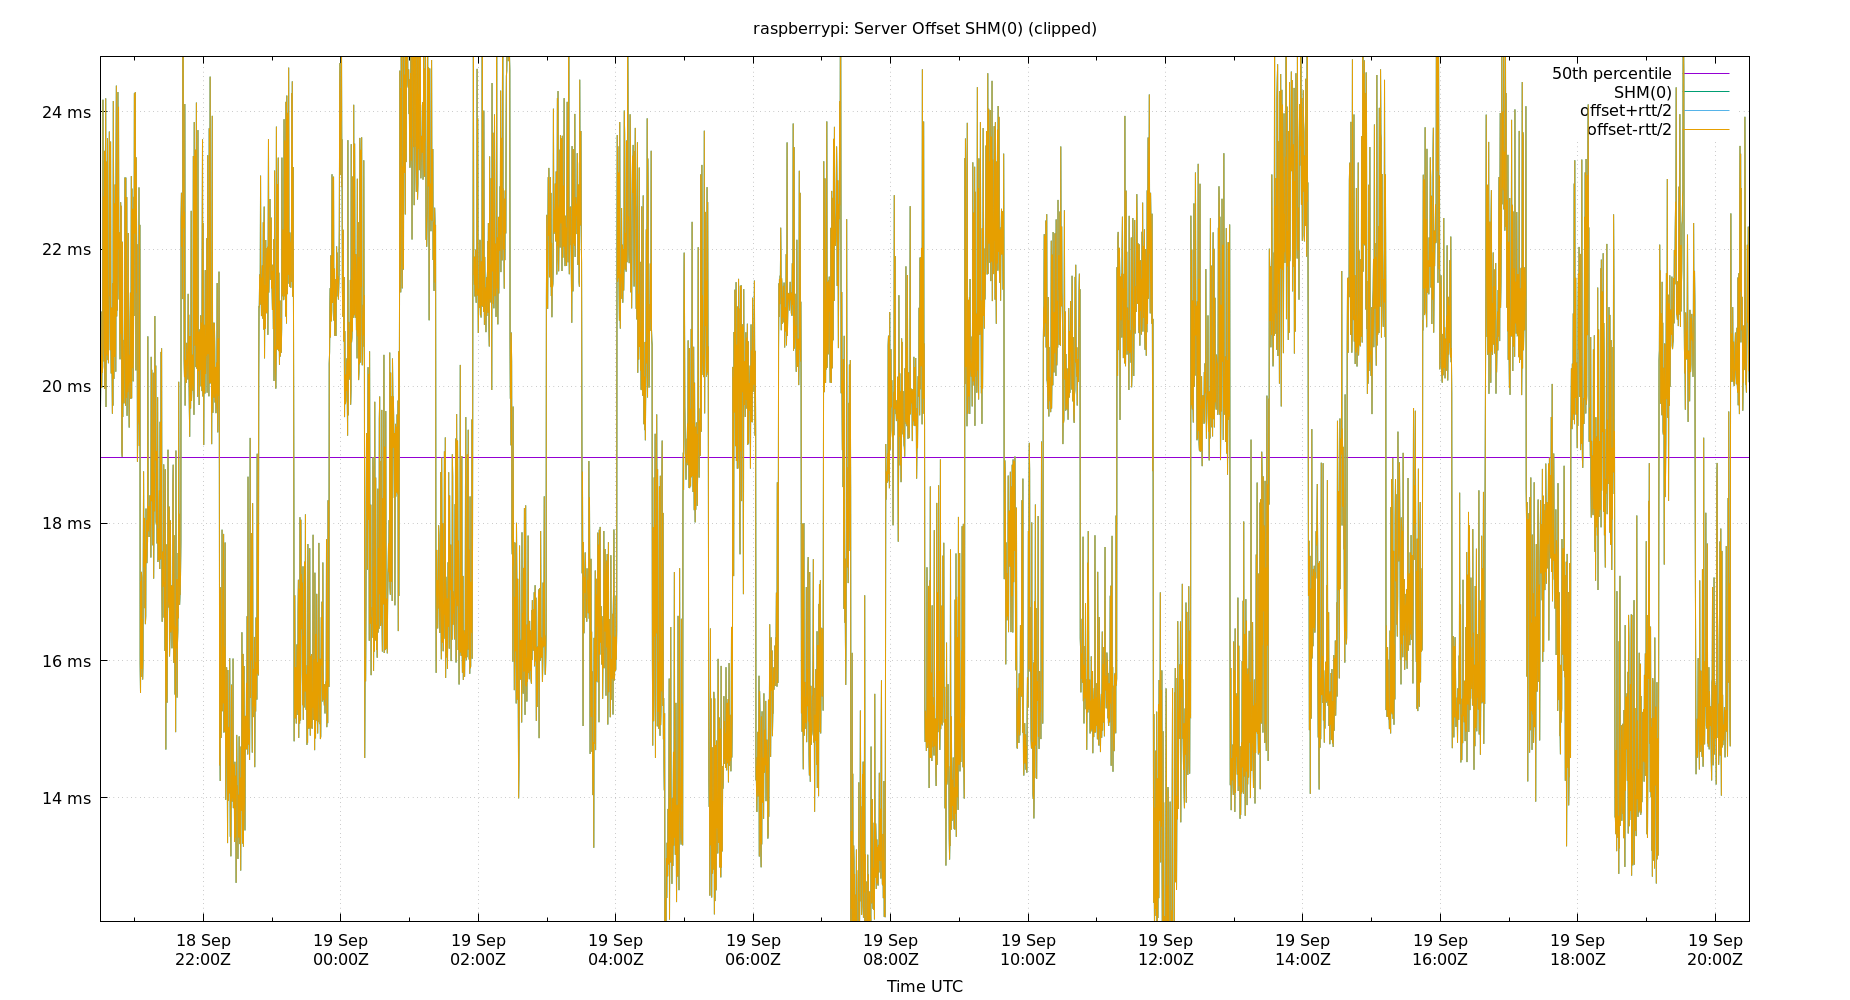 raspberrypi: Server Offset SHM(0) (clipped)
50th percentile
SHM(0)
offset+rtt/2
offset-rtt/2
24 ms
22 ms
20 ms
18 ms
16 ms
14 ms
18 Sep 19 Sep 19 Sep 19 Sep 19 Sep 19 Sep 19 Sep 19 Sep 19 Sep 19 Sep 19 Sep 19 Sep
22:00Z 00:00Z 02:00Z 04:00Z 06:00Z 08:00Z 10:00Z 12:00Z 14:00Z 16:00Z 18:00Z 20:00Z
Time UTC